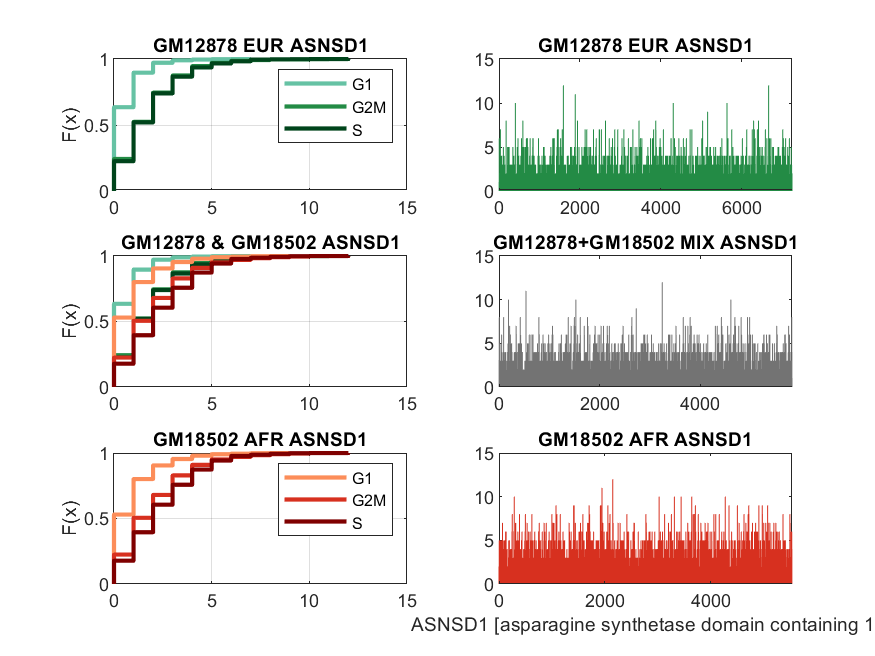 GM12878 EUR ASNSD1
F(x)
1
0.5
0
0 5 10 15
G1
G2M
S
GM12878 EUR ASNSD1
15
10
5
0
0 2000 4000 6000
GM12878 & GM18502 ASNSD1
F(x)
1
0.5
0
0 5 10 15
GM12878+GM18502 MIX ASNSD1
15
10
5
0
0 2000 4000
GM18502 AFR ASNSD1
F(x)
1
0.5
0
0 5 10 15
G1
G2M
S
GM18502 AFR ASNSD1
15
10
5
0
0 2000 4000
ASNSD1 [asparagine synthetase domain containing 1